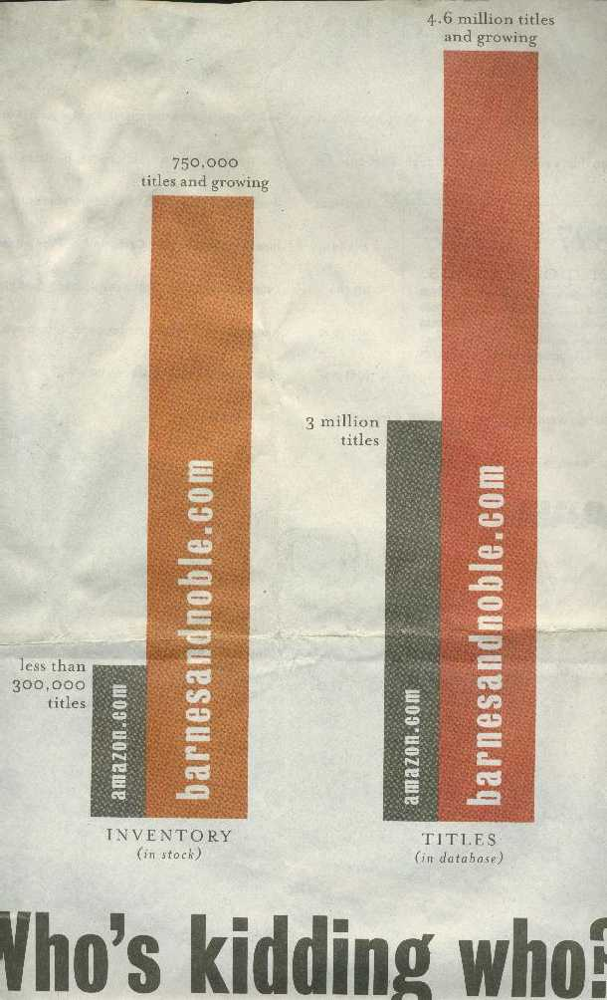 4.6 million titles
and growing
750,000
titles and growing
3 million
titles
less than
300,000
titles
amazon.com
barnesandnoble.com
amazon.com
barnesandnoble.com
INVENTORY
(in stock)
TITLES
(in database)
Who's kidding who?